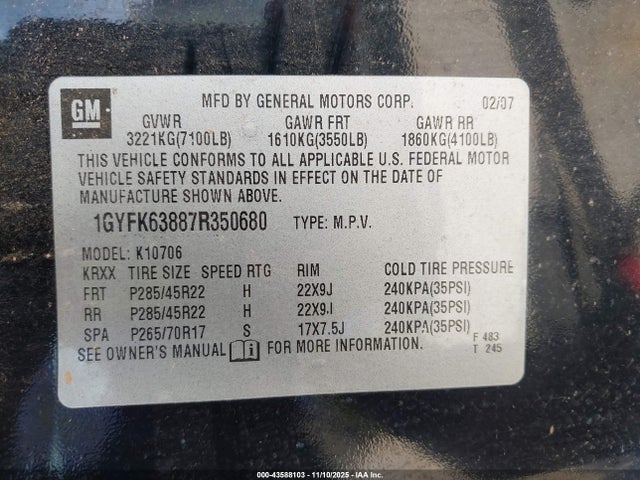 GM
MFD BY GENERAL MOTORS CORP. 02/07
GVWR GAWR FRT GAWR RR
3221KG(7100LB) 1610KG(3550LB) 1860KG(4100LB)
THIS VEHICLE CONFORMS TO ALL APPLICABLE U.S. FEDERAL MOTOR
VEHICLE SAFETY STANDARDS IN EFFECT ON THE DATE OF
MANUFACTURE SHOWN ABOVE.
1GYFK63887R350680 TYPE: M.P.V.
MODEL: K10706
KRXX TIRE SIZE SPEED RTG RIM COLD TIRE PRESSURE
FRT P285/45R22 H 22X9J 240KPA(35PSI)
RR P285/45R22 H 22X9J 240KPA(35PSI)
SPA P265/70R17 S 17X7.5J 240KPA(35PSI)
SEE OWNER'S MANUAL i FOR MORE INFORMATION.
F 483
T 245
000-43588103 - 11/10/2025 - IAA Inc.